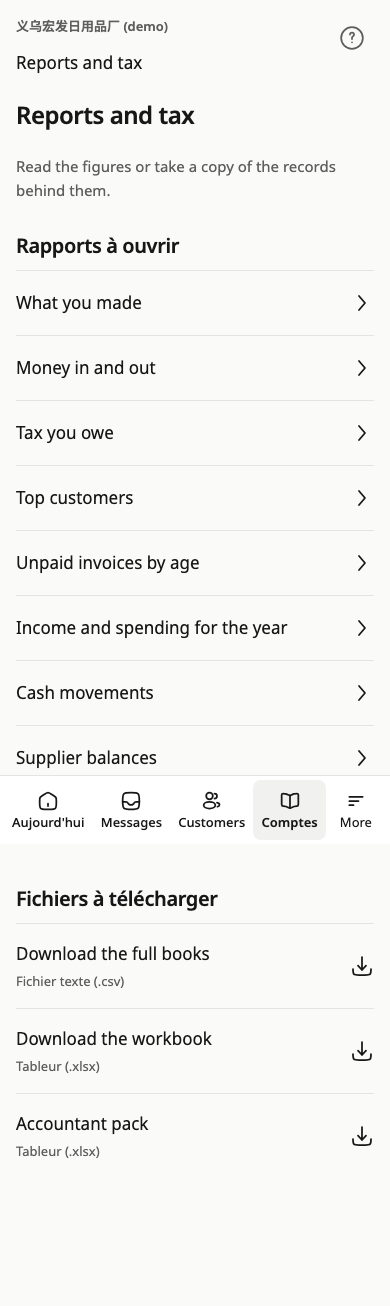 义乌宏发日用品厂 (demo)
Reports and tax
Reports and tax
Read the figures or take a copy of the records
behind them.
Rapports à ouvrir
What you made
Money in and out
Tax you owe
Top customers
Unpaid invoices by age
Income and spending for the year
Cash movements
Supplier balances
Aujourd'hui
Messages
Customers
Comptes
More
Fichiers à télécharger
Download the full books
Fichier texte (.csv)
Download the workbook
Tableur (.xlsx)
Accountant pack
Tableur (.xlsx)